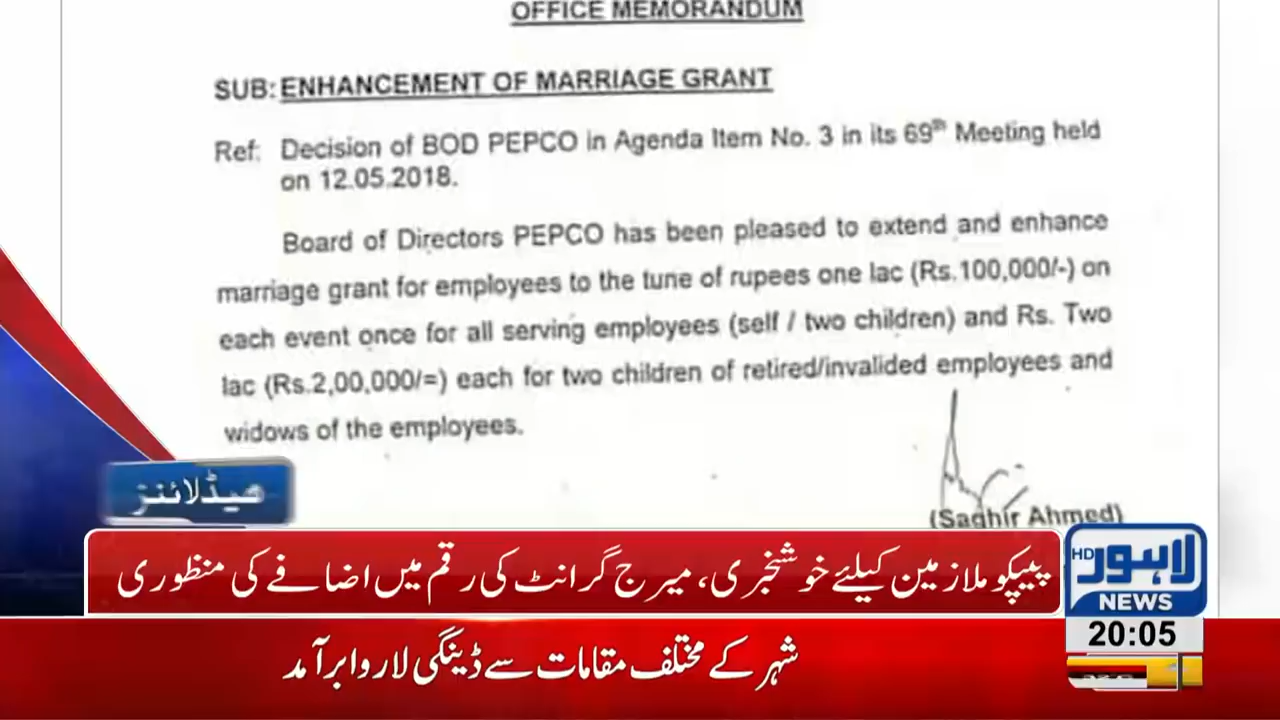 OFFICE MEMORANDUM
SUB: ENHANCEMENT OF MARRIAGE GRANT
Ref: Decision of BOD PEPCO in Agenda Item No. 3 in its 69th Meeting held
on 12.05.2018.
Board of Directors PEPCO has been pleased to extend and enhance
marriage grant for employees to the tune of rupees one lac (Rs.100,000/-) on
each event once for all serving employees (self / two children) and Rs. Two
lac (Rs.2,00,000/=) each for two children of retired/invalided employees and
widows of the employees.
(Saghir Ahmed)
ہیڈلائنز
پیپکو ملازمین کیلئے خوشخبری، میرج گرانٹ کی رقم میں اضافے کی منظوری
لاہور HD
NEWS
20:05
شہر کے مختلف مقامات سے ڈینگی لاروا برآمد